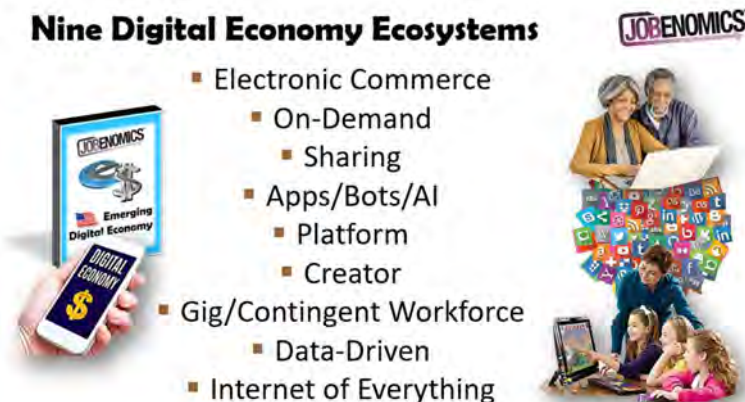 Nine Digital Economy Ecosystems
JOBENOMICS
▪ Electronic Commerce
▪ On-Demand
▪ Sharing
▪ Apps/Bots/AI
▪ Platform
▪ Creator
▪ Gig/Contingent Workforce
▪ Data-Driven
▪ Internet of Everything
JOBENOMICS
e$
Emerging
Digital Economy
DIGITAL
ECONOMY
$